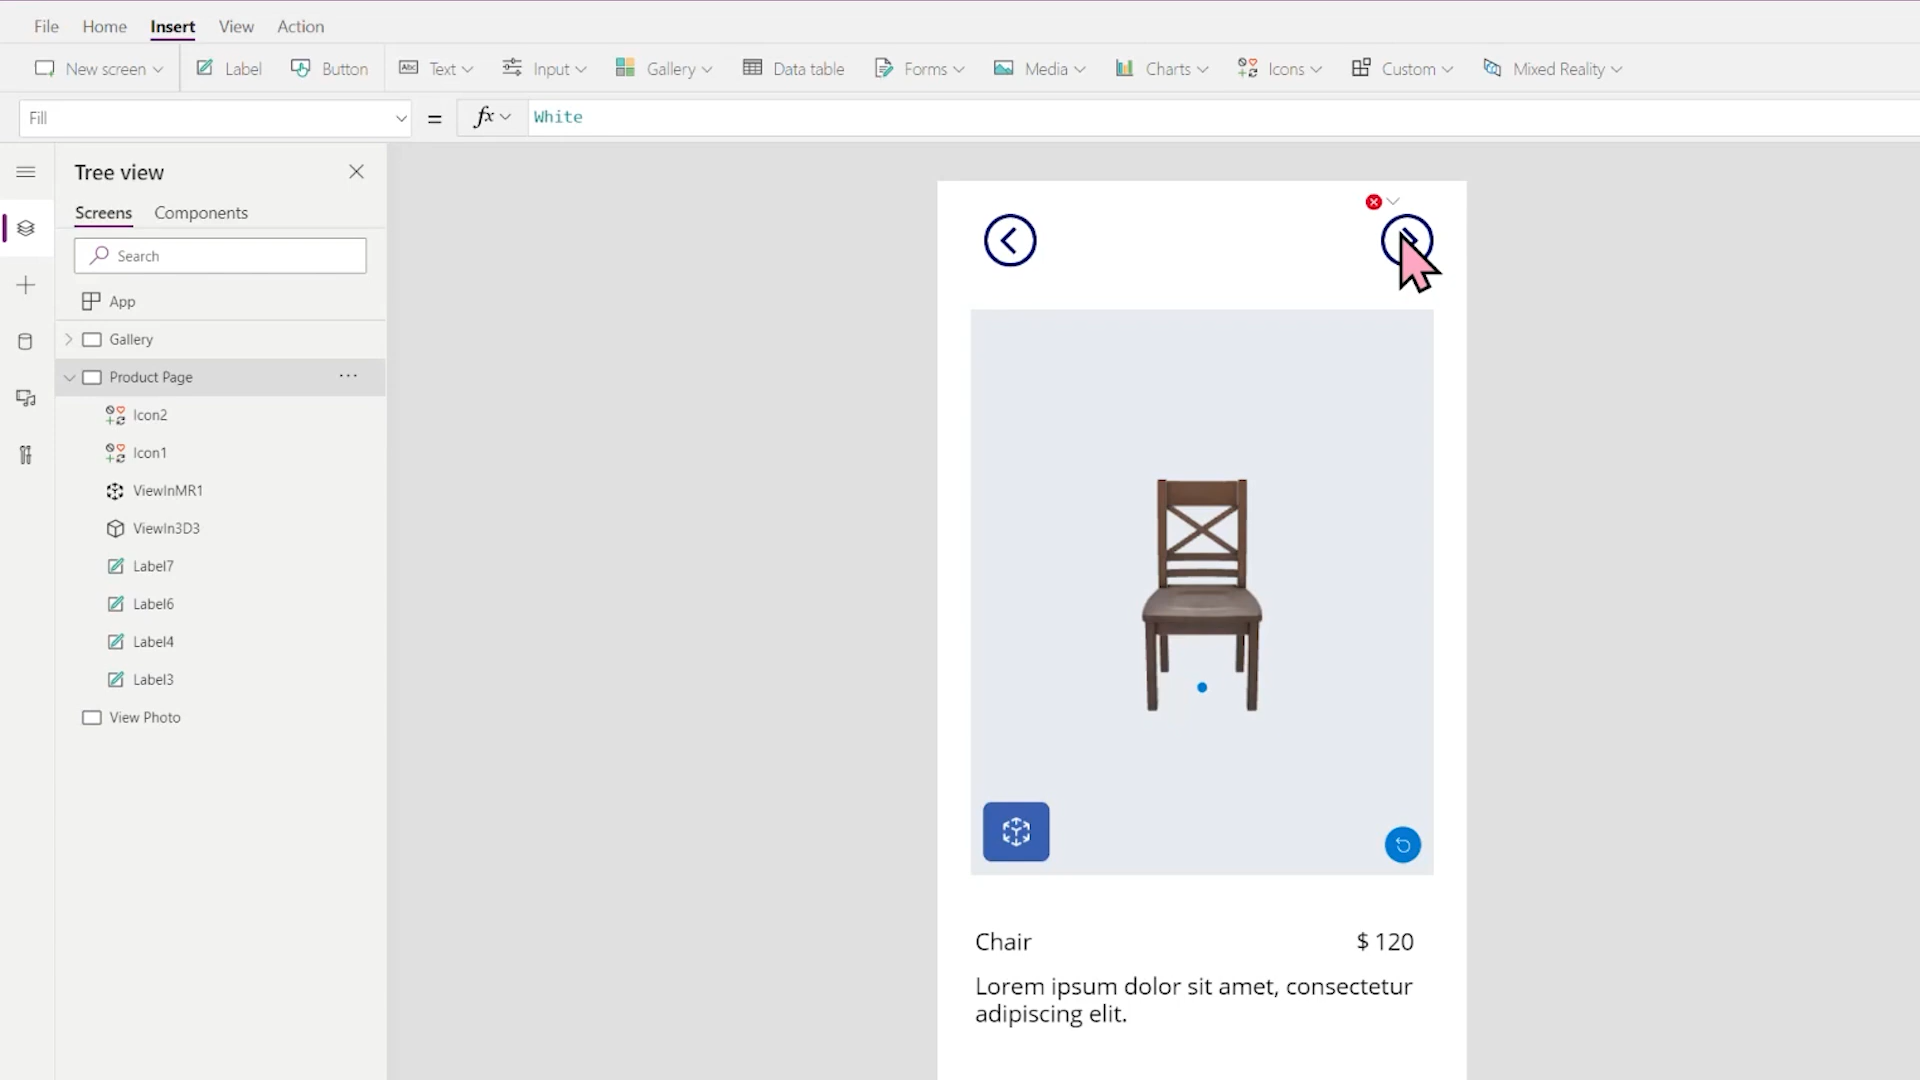 File Home Insert View Action
New screen Label Button Text Input Gallery Data table Forms Media Charts Icons Custom Mixed Reality
Fill = fx White
Tree view
Screens Components
Search
App
Gallery
Product Page ...
Icon2
Icon1
ViewInMR1
ViewIn3D3
Label7
Label6
Label4
Label3
View Photo
Chair $ 120
Lorem ipsum dolor sit amet, consectetur
adipiscing elit.